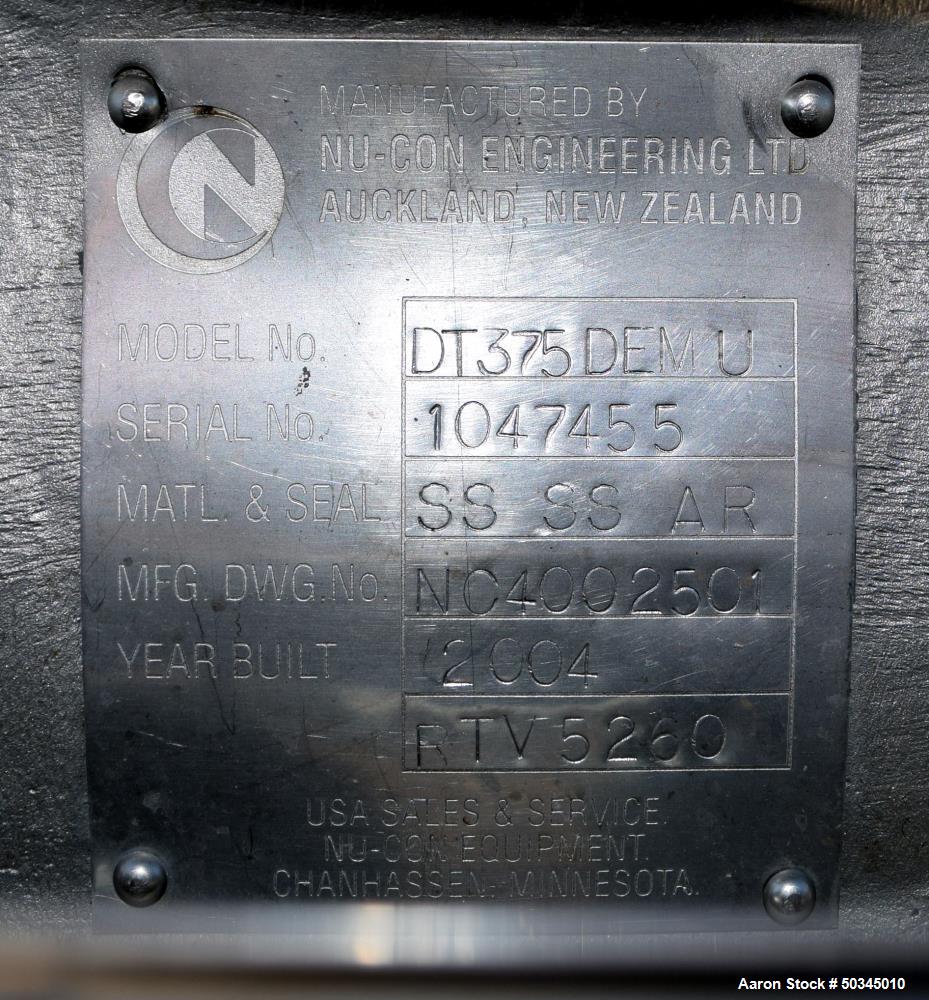 MANUFACTURED BY
NU-CON ENGINEERING LTD
AUCKLAND, NEW ZEALAND
MODEL No. DT375DEM U
SERIAL No. 1047455
MATL. & SEAL SS SS AR
MFG. DWG.No. NC4002501
YEAR BUILT 2004
RTV5260
USA SALES & SERVICE.
NU-CON EQUIPMENT.
CHANHASSEN, MINNESOTA.
Aaron Stock # 50345010